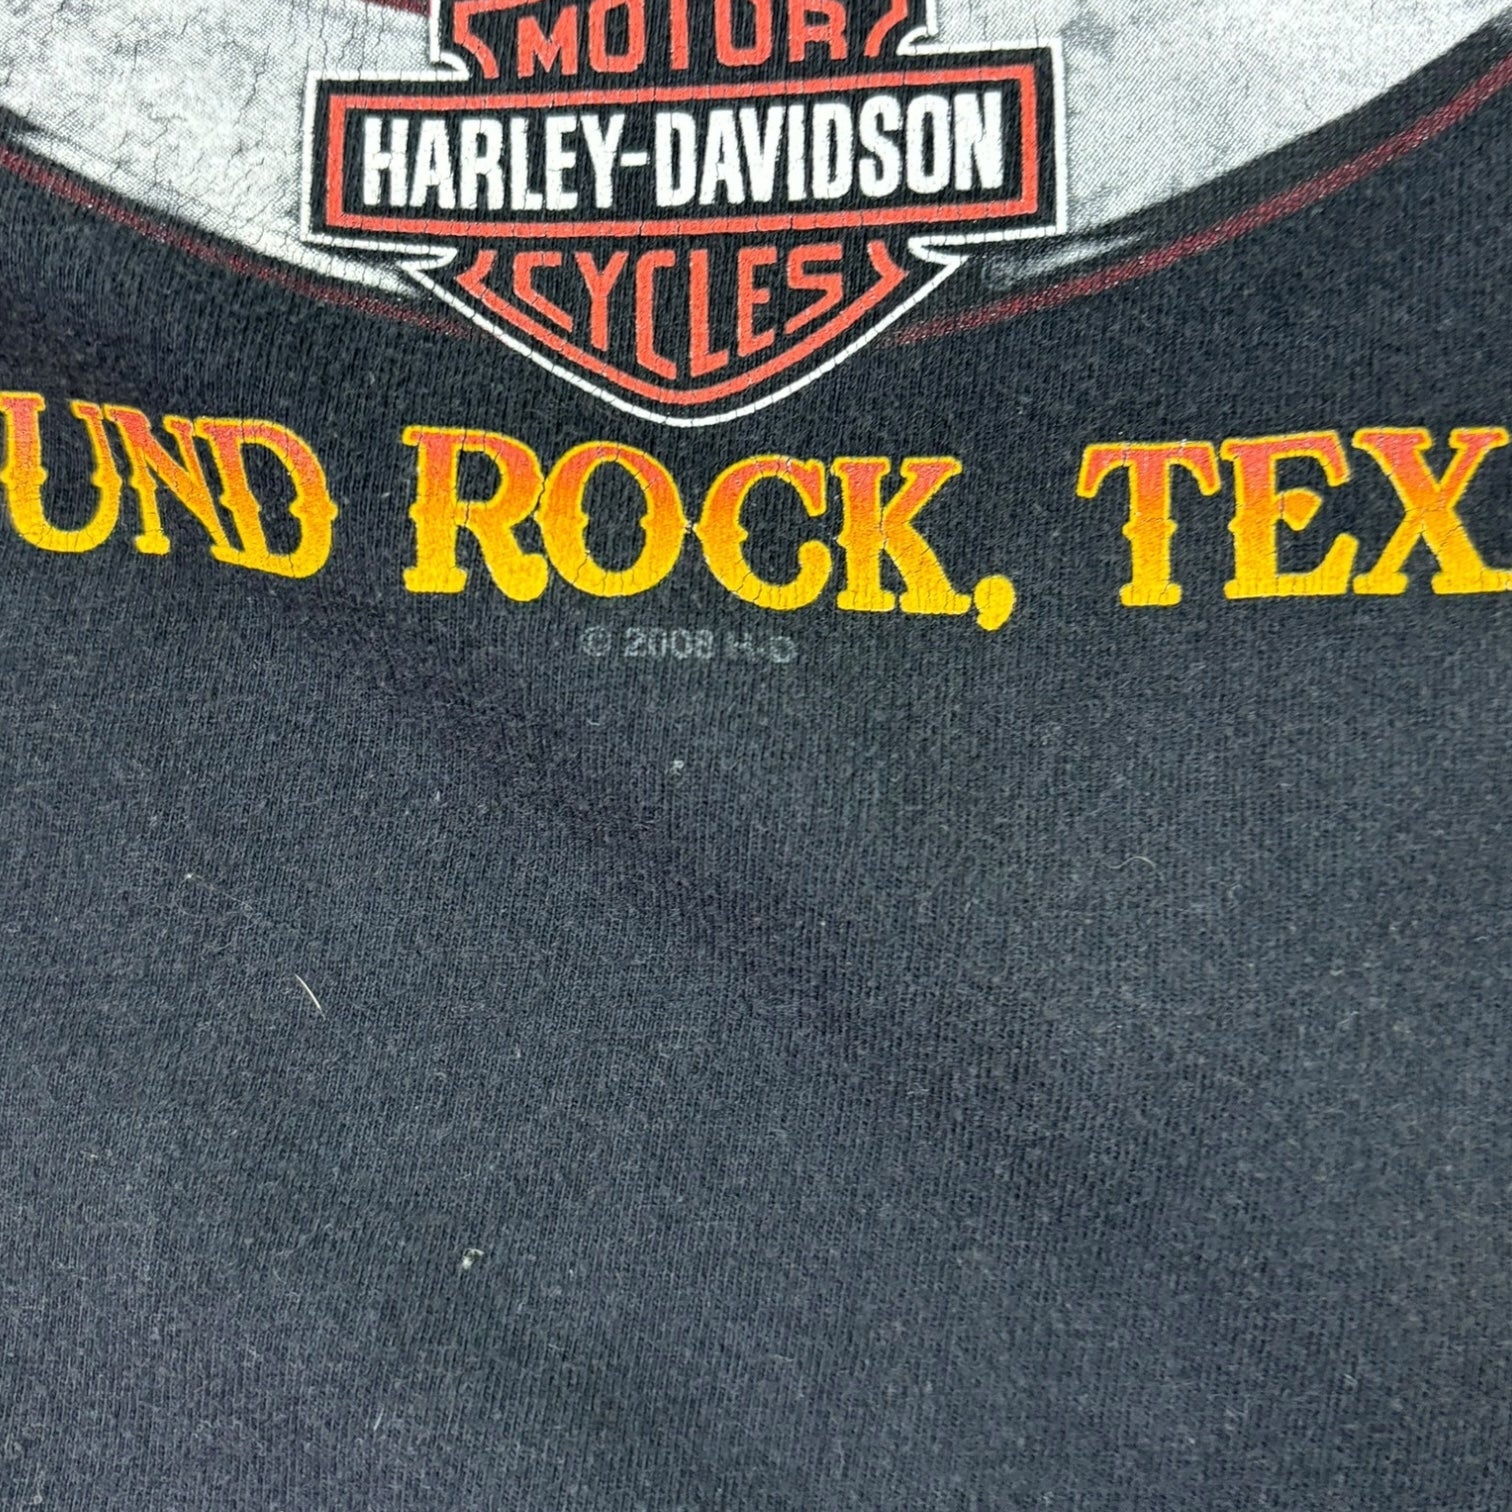 MOTOR
HARLEY-DAVIDSON
CYCLES
UND ROCK, TEX
© 2008 H-D